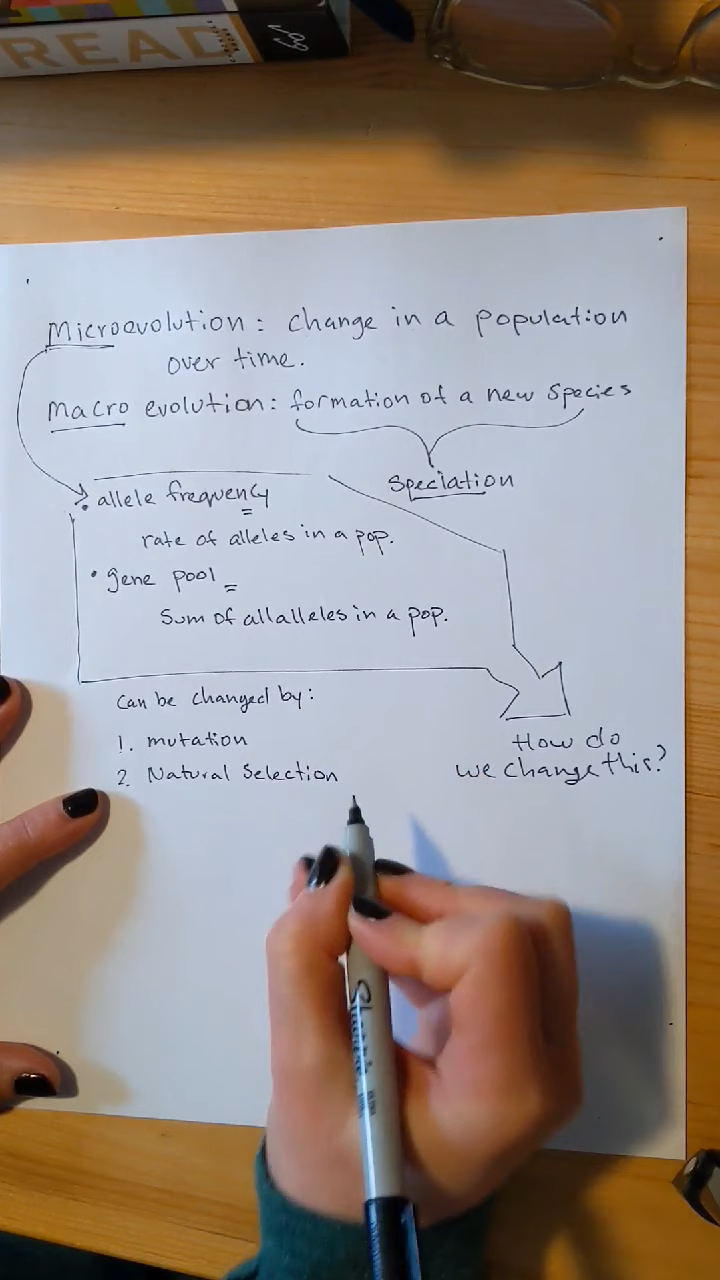 READ
Microevolution: change in a population
over time.
macro evolution: formation of a new species
speciation
• allele frequency =
rate of alleles in a pop.
• gene pool =
Sum of all alleles in a pop.
Can be changed by:
1. mutation
2. Natural Selection
How do
we change this?
Sharpie